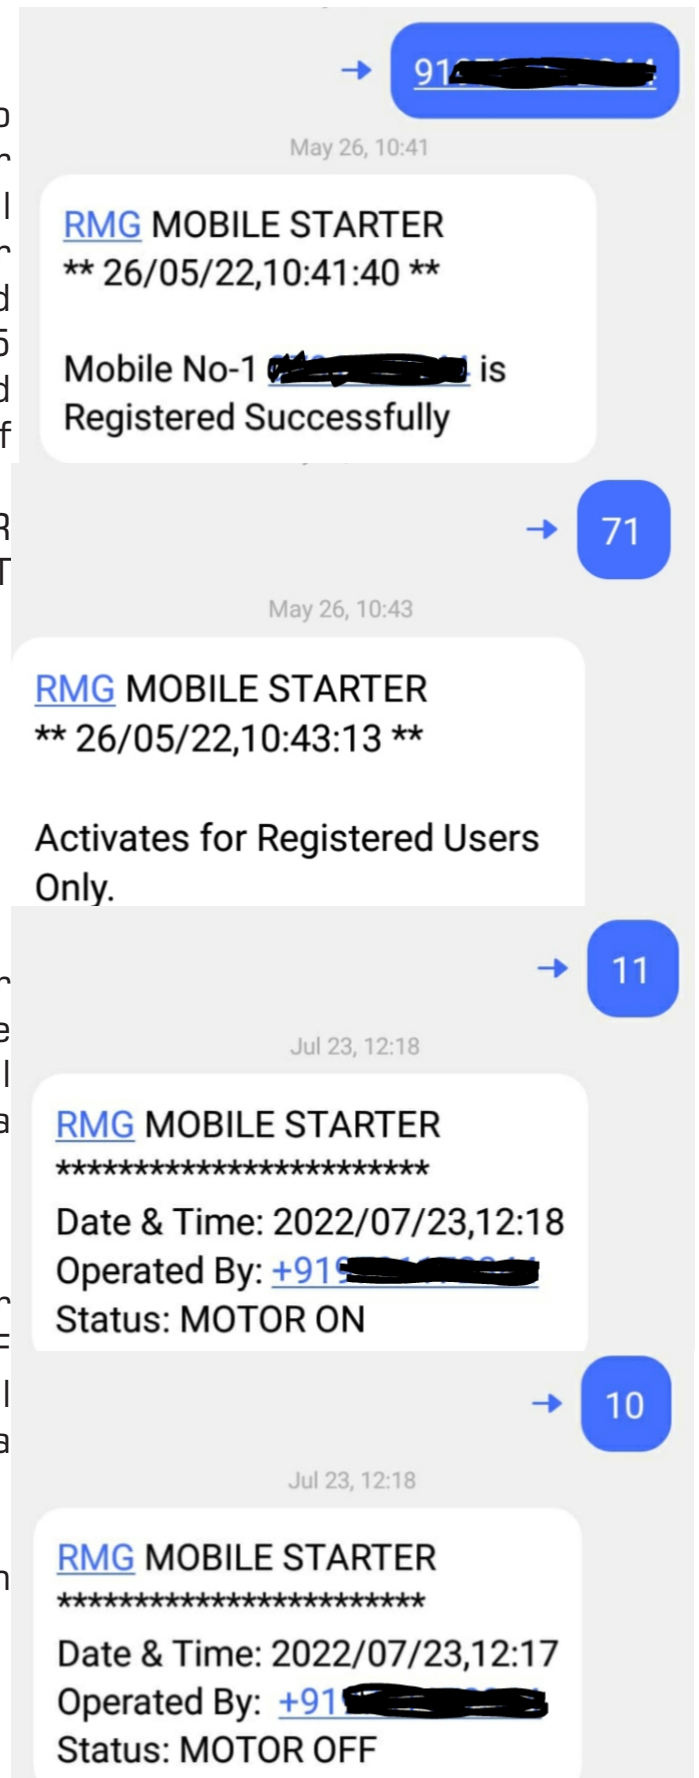 May 26, 10:41
RMG MOBILE STARTER
** 26/05/22,10:41:40 **
Mobile No-1 is
Registered Successfully
71
May 26, 10:43
RMG MOBILE STARTER
** 26/05/22,10:43:13 **
Activates for Registered Users
Only.
11
Jul 23, 12:18
RMG MOBILE STARTER
************************
Date & Time: 2022/07/23,12:18
Operated By:
Status: MOTOR ON
10
Jul 23, 12:18
RMG MOBILE STARTER
************************
Date & Time: 2022/07/23,12:17
Operated By:
Status: MOTOR OFF